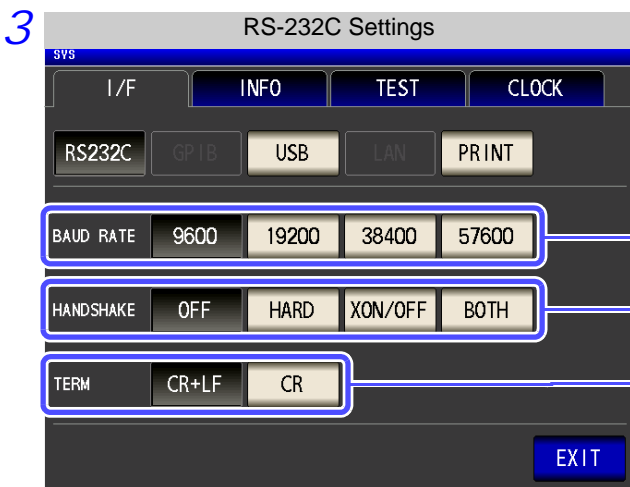 3
RS-232C Settings
SYS
I/F INFO TEST CLOCK
RS232C GPIB USB LAN PRINT
BAUD RATE 9600 19200 38400 57600
HANDSHAKE OFF HARD XON/OFF BOTH
TERM CR+LF CR
EXIT